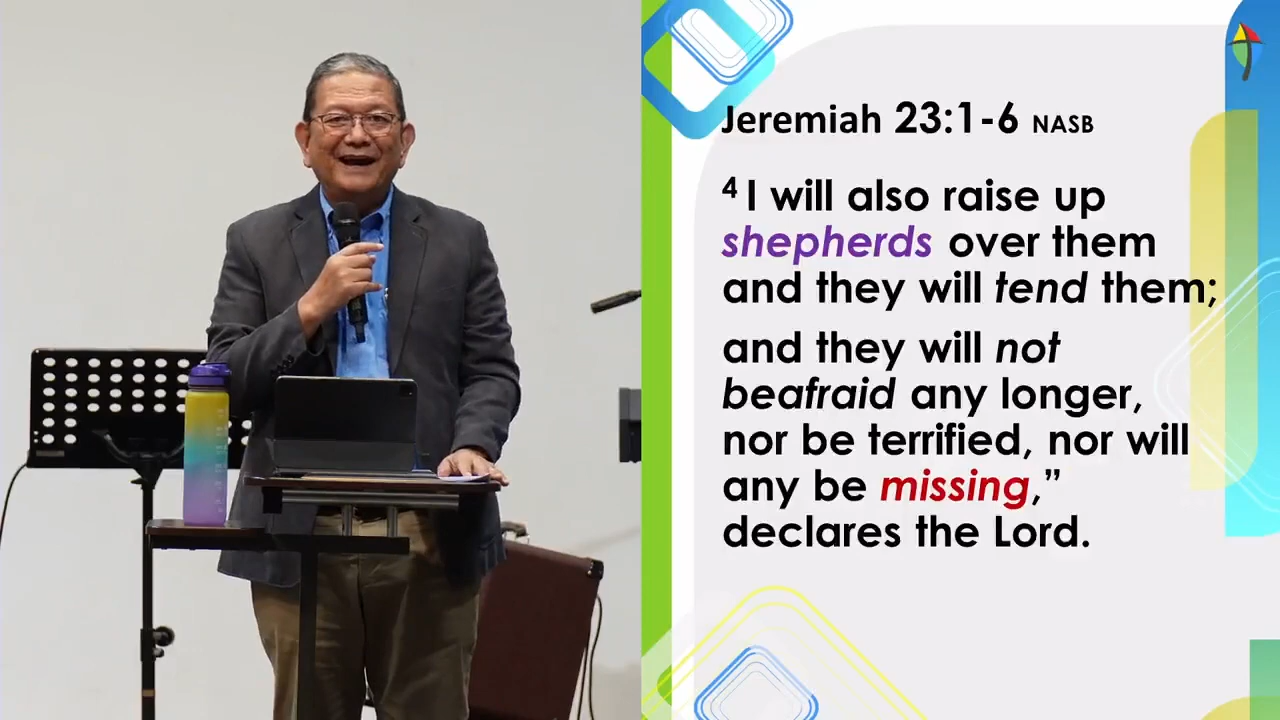 Jeremiah 23:1-6 NASB
4 I will also raise up
shepherds over them
and they will tend them;
and they will not
beafraid any longer,
nor be terrified, nor will
any be missing,”
declares the Lord.